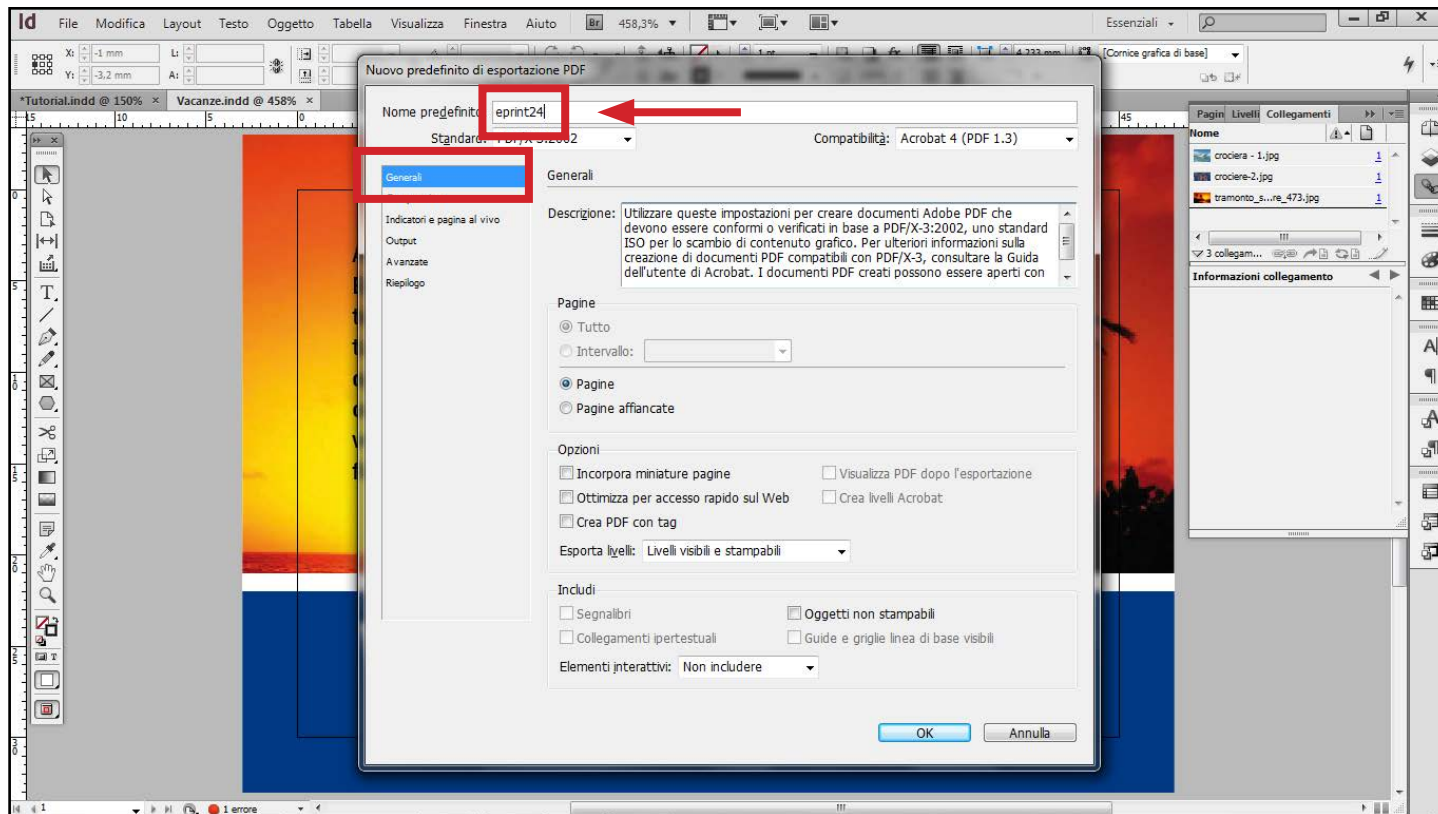 Id File Modifica Layout Testo Oggetto Tabella Visualizza Finestra Aiuto Br 458,3% Essenziali
X: -1 mm L: 1 pt 4,233 mm [Cornice grafica di base]
Y: -3,2 mm A:
*Tutorial.indd @ 150% × Vacanze.indd @ 458% ×
Nuovo predefinito di esportazione PDF
Nome predefinito: eprint24
Standard: PDF/X-3:2002 Compatibilità: Acrobat 4 (PDF 1.3)
Generali
Indicatori e pagina al vivo
Output
Avanzate
Riepilogo
Generali
Descrizione: Utilizzare queste impostazioni per creare documenti Adobe PDF che
devono essere conformi o verificati in base a PDF/X-3:2002, uno standard
ISO per lo scambio di contenuto grafico. Per ulteriori informazioni sulla
creazione di documenti PDF compatibili con PDF/X-3, consultare la Guida
dell'utente di Acrobat. I documenti PDF creati possono essere aperti con
Pagine
Tutto
Intervallo:
Pagine
Pagine affiancate
Opzioni
Incorpora miniature pagine Visualizza PDF dopo l'esportazione
Ottimizza per accesso rapido sul Web Crea livelli Acrobat
Crea PDF con tag
Esporta livelli: Livelli visibili e stampabili
Includi
Segnalibri Oggetti non stampabili
Collegamenti ipertestuali Guide e griglie linea di base visibili
Elementi interattivi: Non includere
OK Annulla
Pagin Livelli Collegamenti
Nome
crociera - 1.jpg 1
crociere-2.jpg 1
tramonto_s...re_473.jpg 1
3 collegam...
Informazioni collegamento
1 1 errore